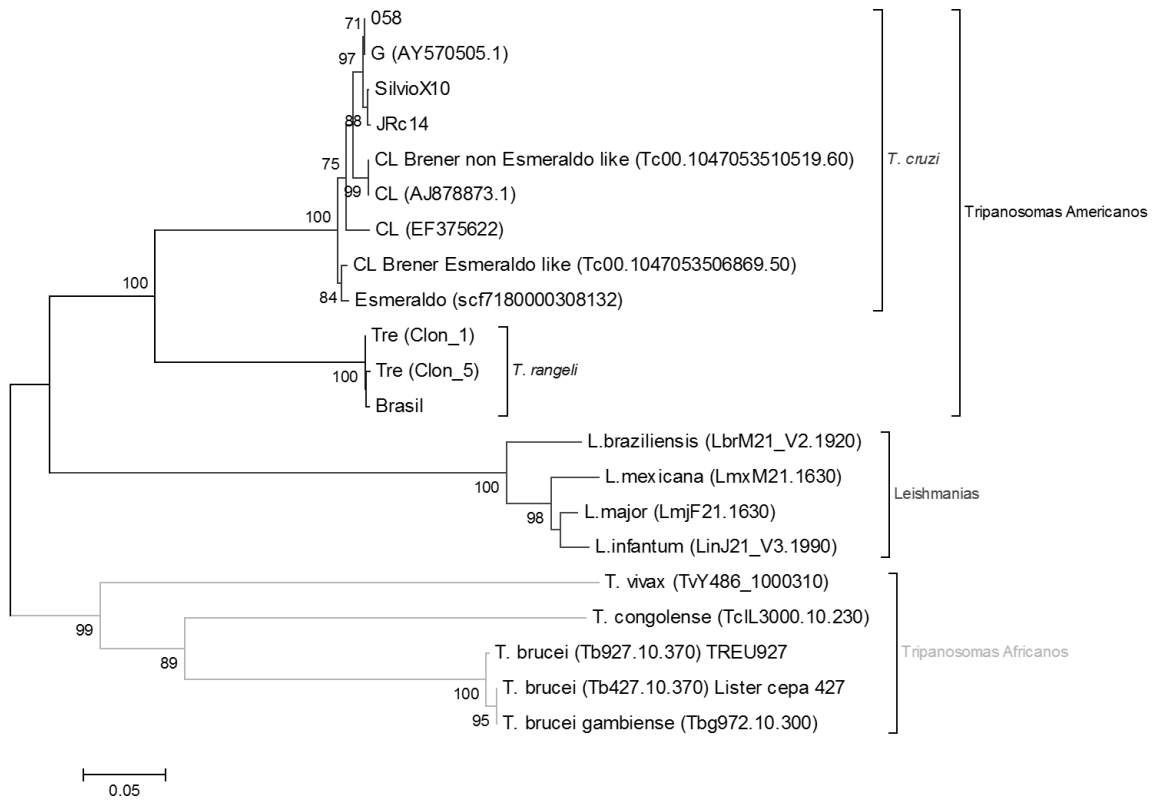 71
058
97
G (AY570505.1)
SilvioX10
88
JRc14
75
CL Brener non Esmeraldo like (Tc00.1047053510519.60)
T. cruzi
99
CL (AJ878873.1)
100
CL (EF375622)
Tripanosomas Americanos
CL Brener Esmeraldo like (Tc00.1047053506869.50)
100
84
Esmeraldo (scf7180000308132)
Tre (Clon_1)
100
Tre (Clon_5)
T. rangeli
Brasil
L.braziliensis (LbrM21_V2.1920)
100
L.mexicana (LmxM21.1630)
Leishmanias
98
L.major (LmjF21.1630)
L.infantum (LinJ21_V3.1990)
T. vivax (TvY486_1000310)
99
T. congolense (TcIL3000.10.230)
89
T. brucei (Tb927.10.370) TREU927
Tripanosomas Africanos
100
T. brucei (Tb427.10.370) Lister cepa 427
95
T. brucei gambiense (Tbg972.10.300)
0.05